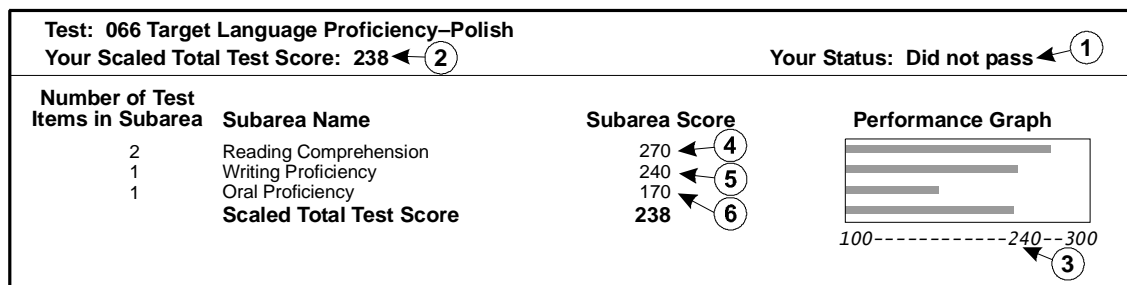 Test: 066 Target Language Proficiency–Polish
Your Scaled Total Test Score: 238 2 Your Status: Did not pass 1
Number of Test
Items in Subarea Subarea Name Subarea Score Performance Graph
2 Reading Comprehension 270 4
1 Writing Proficiency 240 5
1 Oral Proficiency 170 6
Scaled Total Test Score 238
100-------------240--300
3